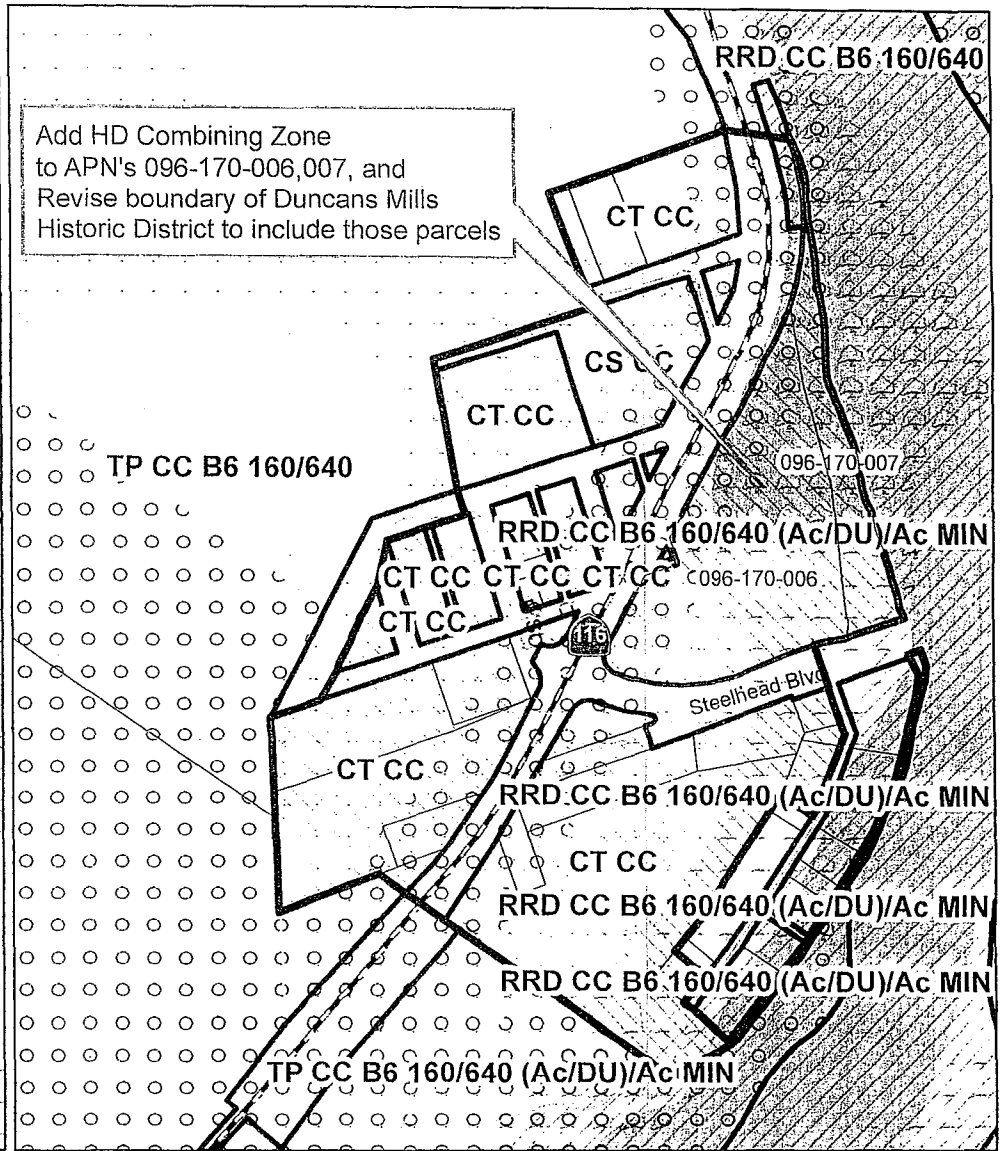 RRD CC B6 160/640
Add HD Combining Zone
to APN's 096-170-006,007, and
Revise boundary of Duncans Mills
Historic District to include those parcels
CT CC
CS CC
CT CC
TP CC B6 160/640
096-170-007
RRD CC B6 160/640 (Ac/DU)/Ac MIN
CT CC CT CC CT CC
096-170-006
CT CC
116
Steelhead Blvd
CT CC
RRD CC B6 160/640 (Ac/DU)/Ac MIN
CT CC
RRD CC B6 160/640 (Ac/DU)/Ac MIN
RRD CC B6 160/640 (Ac/DU)/Ac MIN
TP CC B6 160/640 (Ac/DU)/Ac MIN